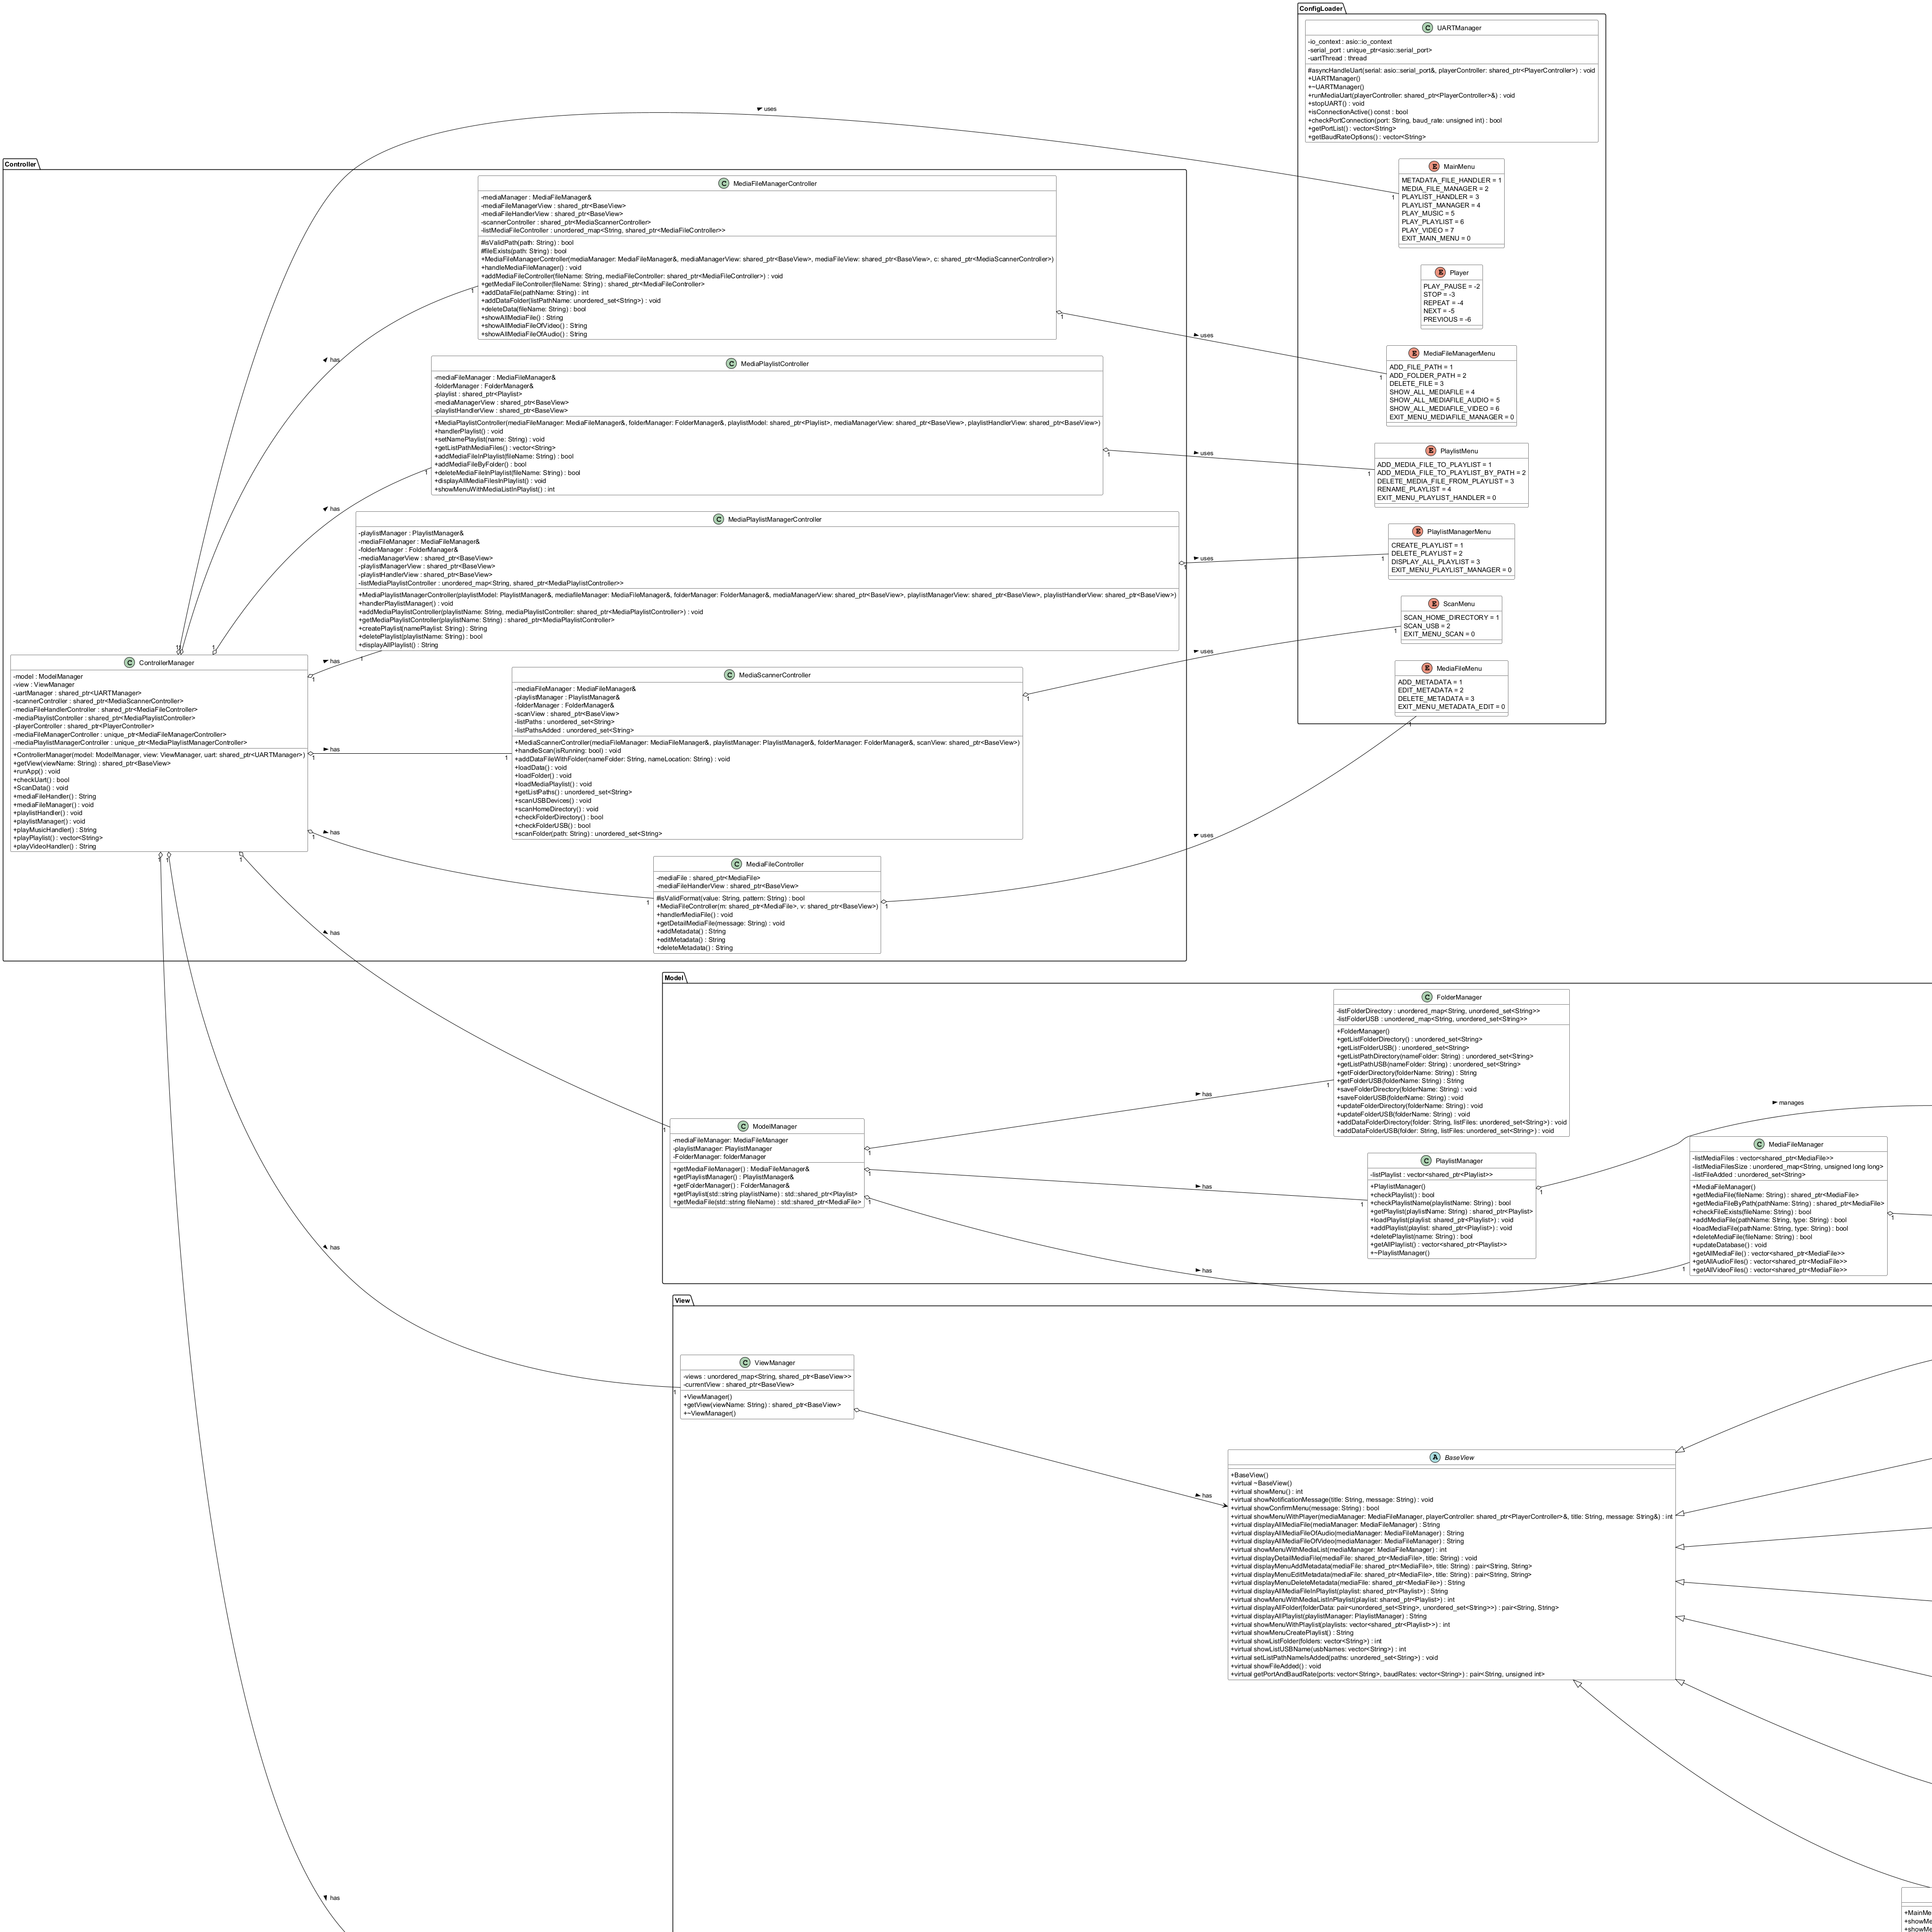 ConfigLoader
UARTManager
-io_context : asio::io_context
-serial_port : unique_ptr<asio::serial_port>
-uartThread : thread
#asyncHandleUart(serial: asio::serial_port&, playerController: shared_ptr<PlayerController>) : void
+UARTManager()
+~UARTManager()
+runMediaUart(playerController: shared_ptr<PlayerController>&) : void
+stopUART() : void
+isConnectionActive() const : bool
+checkPortConnection(port: String, baud_rate: unsigned int) : bool
+getPortList() : vector<String>
+getBaudRateOptions() : vector<String>
uses
MainMenu
METADATA_FILE_HANDLER = 1
MEDIA_FILE_MANAGER = 2
PLAYLIST_HANDLER = 3
PLAYLIST_MANAGER = 4
PLAY_MUSIC = 5
PLAY_PLAYLIST = 6
PLAY_VIDEO = 7
EXIT_MAIN_MENU = 0
1
Player
PLAY_PAUSE = -2
STOP = -3
REPEAT = -4
NEXT = -5
PREVIOUS = -6
MediaFileManagerMenu
ADD_FILE_PATH = 1
ADD_FOLDER_PATH = 2
DELETE_FILE = 3
SHOW_ALL_MEDIAFILE = 4
SHOW_ALL_MEDIAFILE_AUDIO = 5
SHOW_ALL_MEDIAFILE_VIDEO = 6
EXIT_MENU_MEDIAFILE_MANAGER = 0
1
PlaylistMenu
ADD_MEDIA_FILE_TO_PLAYLIST = 1
ADD_MEDIA_FILE_TO_PLAYLIST_BY_PATH = 2
DELETE_MEDIA_FILE_FROM_PLAYLIST = 3
RENAME_PLAYLIST = 4
EXIT_MENU_PLAYLIST_HANDLER = 0
1
PlaylistManagerMenu
CREATE_PLAYLIST = 1
DELETE_PLAYLIST = 2
DISPLAY_ALL_PLAYLIST = 3
EXIT_MENU_PLAYLIST_MANAGER = 0
1
ScanMenu
SCAN_HOME_DIRECTORY = 1
SCAN_USB = 2
EXIT_MENU_SCAN = 0
1
MediaFileMenu
ADD_METADATA = 1
EDIT_METADATA = 2
DELETE_METADATA = 3
EXIT_MENU_METADATA_EDIT = 0
1
Controller
MediaFileManagerController
-mediaManager : MediaFileManager&
-mediaFileManagerView : shared_ptr<BaseView>
-mediaFileHandlerView : shared_ptr<BaseView>
-scannerController : shared_ptr<MediaScannerController>
-listMediaFileController : unordered_map<String, shared_ptr<MediaFileController>>
#isValidPath(path: String) : bool
#fileExists(path: String) : bool
+MediaFileManagerController(mediaManager: MediaFileManager&, mediaManagerView: shared_ptr<BaseView>, mediaFileView: shared_ptr<BaseView>, c: shared_ptr<MediaScannerController>)
+handleMediaFileManager() : void
+addMediaFileController(fileName: String, mediaFileController: shared_ptr<MediaFileController>) : void
+getMediaFileController(fileName: String) : shared_ptr<MediaFileController>
+addDataFile(pathName: String) : int
+addDataFolder(listPathName: unordered_set<String>) : void
+deleteData(fileName: String) : bool
+showAllMediaFile() : String
+showAllMediaFileOfVideo() : String
+showAllMediaFileOfAudio() : String
1
1
uses
has
MediaPlaylistController
-mediaFileManager : MediaFileManager&
-folderManager : FolderManager&
-playlist : shared_ptr<Playlist>
-mediaManagerView : shared_ptr<BaseView>
-playlistHandlerView : shared_ptr<BaseView>
+MediaPlaylistController(mediaFileManager: MediaFileManager&, folderManager: FolderManager&, playlistModel: shared_ptr<Playlist>, mediaManagerView: shared_ptr<BaseView>, playlistHandlerView: shared_ptr<BaseView>)
+handlerPlaylist() : void
+setNamePlaylist(name: String) : void
+getListPathMediaFiles() : vector<String>
+addMediaFileInPlaylist(fileName: String) : bool
+addMediaFileByFolder() : bool
+deleteMediaFileInPlaylist(fileName: String) : bool
+displayAllMediaFilesInPlaylist() : void
+showMenuWithMediaListInPlaylist() : int
1
1
uses
has
MediaPlaylistManagerController
-playlistManager : PlaylistManager&
-mediaFileManager : MediaFileManager&
-folderManager : FolderManager&
-mediaManagerView : shared_ptr<BaseView>
-playlistManagerView : shared_ptr<BaseView>
-playlistHandlerView : shared_ptr<BaseView>
-listMediaPlaylistController : unordered_map<String, shared_ptr<MediaPlaylistController>>
+MediaPlaylistManagerController(playlistModel: PlaylistManager&, mediafileManager: MediaFileManager&, folderManager: FolderManager&, mediaManagerView: shared_ptr<BaseView>, playlistManagerView: shared_ptr<BaseView>, playlistHandlerView: shared_ptr<BaseView>)
+handlerPlaylistManager() : void
+addMediaPlaylistController(playlistName: String, mediaPlaylistController: shared_ptr<MediaPlaylistController>) : void
+getMediaPlaylistController(playlistName: String) : shared_ptr<MediaPlaylistController>
+createPlaylist(namePlaylist: String) : String
+deletePlaylist(playlistName: String) : bool
+displayAllPlaylist() : String
1
1
uses
has
ControllerManager
-model : ModelManager
-view : ViewManager
-uartManager : shared_ptr<UARTManager>
-scannerController : shared_ptr<MediaScannerController>
-mediaFileHandlerController : shared_ptr<MediaFileController>
-mediaPlaylistController : shared_ptr<MediaPlaylistController>
-playerController : shared_ptr<PlayerController>
-mediaFileManagerController : unique_ptr<MediaFileManagerController>
-mediaPlaylistManagerController : unique_ptr<MediaPlaylistManagerController>
+ControllerManager(model: ModelManager, view: ViewManager, uart: shared_ptr<UARTManager>)
+getView(viewName: String) : shared_ptr<BaseView>
+runApp() : void
+checkUart() : bool
+ScanData() : void
+mediaFileHandler() : String
+mediaFileManager() : void
+playlistHandler() : void
+playlistManager() : void
+playMusicHandler() : String
+playPlaylist() : vector<String>
+playVideoHandler() : String
1
1
1
1
1
1
1
1
1
has
has
MediaScannerController
-mediaFileManager : MediaFileManager&
-playlistManager : PlaylistManager&
-folderManager : FolderManager&
-scanView : shared_ptr<BaseView>
-listPaths : unordered_set<String>
-listPathsAdded : unordered_set<String>
+MediaScannerController(mediaFileManager: MediaFileManager&, playlistManager: PlaylistManager&, folderManager: FolderManager&, scanView: shared_ptr<BaseView>)
+handleScan(isRunning: bool) : void
+addDataFileWithFolder(nameFolder: String, nameLocation: String) : void
+loadData() : void
+loadFolder() : void
+loadMediaPlaylist() : void
+getListPaths() : unordered_set<String>
+scanUSBDevices() : void
+scanHomeDirectory() : void
+checkFolderDirectory() : bool
+checkFolderUSB() : bool
+scanFolder(path: String) : unordered_set<String>
1
1
uses
MediaFileController
-mediaFile : shared_ptr<MediaFile>
-mediaFileHandlerView : shared_ptr<BaseView>
#isValidFormat(value: String, pattern: String) : bool
+MediaFileController(m: shared_ptr<MediaFile>, v: shared_ptr<BaseView>)
+handlerMediaFile() : void
+getDetailMediaFile(message: String) : void
+addMetadata() : String
+editMetadata() : String
+deleteMetadata() : String
1
1
uses
has
Model
FolderManager
-listFolderDirectory : unordered_map<String, unordered_set<String>>
-listFolderUSB : unordered_map<String, unordered_set<String>>
+FolderManager()
+getListFolderDirectory() : unordered_set<String>
+getListFolderUSB() : unordered_set<String>
+getListPathDirectory(nameFolder: String) : unordered_set<String>
+getListPathUSB(nameFolder: String) : unordered_set<String>
+getFolderDirectory(folderName: String) : String
+getFolderUSB(folderName: String) : String
+saveFolderDirectory(folderName: String) : void
+saveFolderUSB(folderName: String) : void
+updateFolderDirectory(folderName: String) : void
+updateFolderUSB(folderName: String) : void
+addDataFolderDirectory(folder: String, listFiles: unordered_set<String>) : void
+addDataFolderUSB(folder: String, listFiles: unordered_set<String>) : void
1
has
manages
ModelManager
-mediaFileManager: MediaFileManager
-playlistManager: PlaylistManager
-FolderManager: folderManager
+getMediaFileManager() : MediaFileManager&
+getPlaylistManager() : PlaylistManager&
+getFolderManager() : FolderManager&
+getPlaylist(std::string playlistName) : std::shared_ptr<Playlist>
+getMediaFile(std::string fileName) : std::shared_ptr<MediaFile>
1
1
1
1
has
has
PlaylistManager
-listPlaylist : vector<shared_ptr<Playlist>>
+PlaylistManager()
+checkPlaylist() : bool
+checkPlaylistName(playlistName: String) : bool
+getPlaylist(playlistName: String) : shared_ptr<Playlist>
+loadPlaylist(playlist: shared_ptr<Playlist>) : void
+addPlaylist(playlist: shared_ptr<Playlist>) : void
+deletePlaylist(name: String) : bool
+getAllPlaylist() : vector<shared_ptr<Playlist>>
+~PlaylistManager()
1
1
MediaFileManager
-listMediaFiles : vector<shared_ptr<MediaFile>>
-listMediaFilesSize : unordered_map<String, unsigned long long>
-listFileAdded : unordered_set<String>
+MediaFileManager()
+getMediaFile(fileName: String) : shared_ptr<MediaFile>
+getMediaFileByPath(pathName: String) : shared_ptr<MediaFile>
+checkFileExists(fileName: String) : bool
+addMediaFile(pathName: String, type: String) : bool
+loadMediaFile(pathName: String, type: String) : bool
+deleteMediaFile(fileName: String) : bool
+updateDatabase() : void
+getAllMediaFile() : vector<shared_ptr<MediaFile>>
+getAllAudioFiles() : vector<shared_ptr<MediaFile>>
+getAllVideoFiles() : vector<shared_ptr<MediaFile>>
1
1
has
View
ViewManager
-views : unordered_map<String, shared_ptr<BaseView>>
-currentView : shared_ptr<BaseView>
+ViewManager()
+getView(viewName: String) : shared_ptr<BaseView>
+~ViewManager()
1
has
BaseView
+BaseView()
+virtual ~BaseView()
+virtual showMenu() : int
+virtual showNotificationMessage(title: String, message: String) : void
+virtual showConfirmMenu(message: String) : bool
+virtual showMenuWithPlayer(mediaManager: MediaFileManager, playerController: shared_ptr<PlayerController>&, title: String, message: String&) : int
+virtual displayAllMediaFile(mediaManager: MediaFileManager) : String
+virtual displayAllMediaFileOfAudio(mediaManager: MediaFileManager) : String
+virtual displayAllMediaFileOfVideo(mediaManager: MediaFileManager) : String
+virtual showMenuWithMediaList(mediaManager: MediaFileManager) : int
+virtual displayDetailMediaFile(mediaFile: shared_ptr<MediaFile>, title: String) : void
+virtual displayMenuAddMetadata(mediaFile: shared_ptr<MediaFile>, title: String) : pair<String, String>
+virtual displayMenuEditMetadata(mediaFile: shared_ptr<MediaFile>, title: String) : pair<String, String>
+virtual displayMenuDeleteMetadata(mediaFile: shared_ptr<MediaFile>) : String
+virtual displayAllMediaFileInPlaylist(playlist: shared_ptr<Playlist>) : String
+virtual showMenuWithMediaListInPlaylist(playlist: shared_ptr<Playlist>) : int
+virtual displayAllFolder(folderData: pair<unordered_set<String>, unordered_set<String>>) : pair<String, String>
+virtual displayAllPlaylist(playlistManager: PlaylistManager) : String
+virtual showMenuWithPlaylist(playlists: vector<shared_ptr<Playlist>>) : int
+virtual showMenuCreatePlaylist() : String
+virtual showListFolder(folders: vector<String>) : int
+virtual showListUSBName(usbNames: vector<String>) : int
+virtual setListPathNameIsAdded(paths: unordered_set<String>) : void
+virtual showFileAdded() : void
+virtual getPortAndBaudRate(ports: vector<String>, baudRates: vector<String>) : pair<String, unsigned int>
has
has
+MainMe
+showMe
+showMe